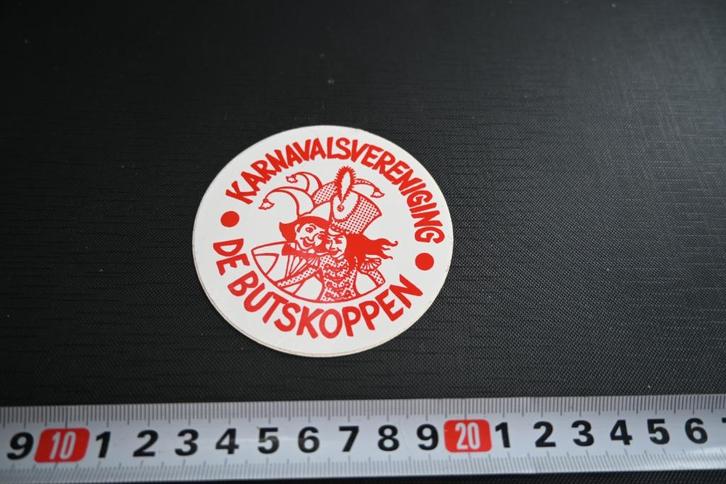 KARNAVALSVERENIGING
DE BUTSKOPPEN
9 10 1 2 3 4 5 6 7 8 9 20 1 2 3 4 5 6 7